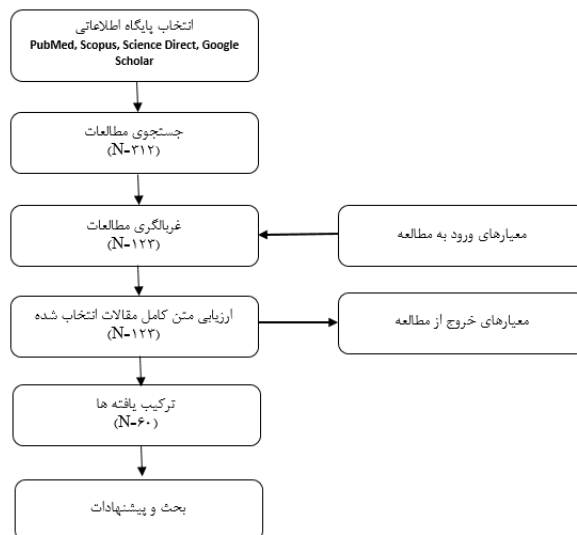 انتخاب پایگاه اطلاعاتی
PubMed, Scopus, Science Direct, Google
Scholar
جستجوی مطالعات
(N-۳۱۲)
غربالگری مطالعات
(N-۱۲۳)
معیارهای ورود به مطالعه
ارزیابی متن کامل مقالات انتخاب شده
(N-۱۲۳)
معیارهای خروج از مطالعه
ترکیب یافته ها
(N-۶۰)
بحث و پیشنهادات